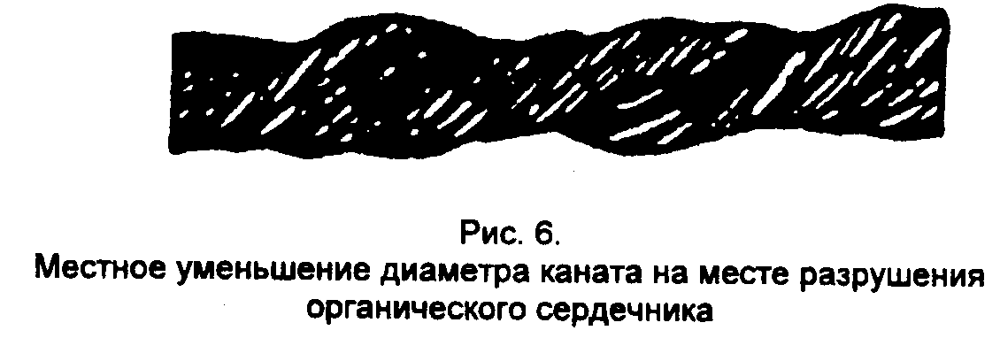 Рис. 6.
Местное уменьшение диаметра каната на месте разрушения
органического сердечника